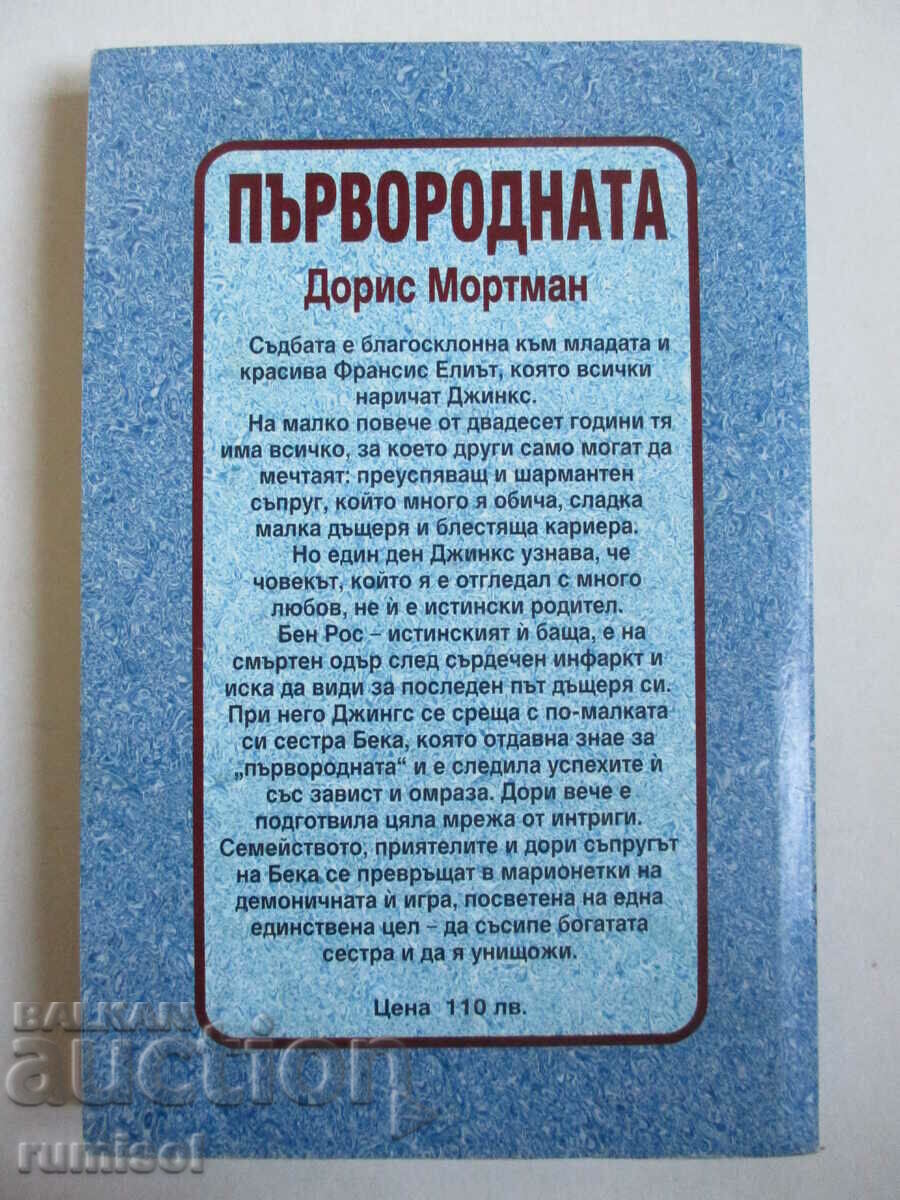 ПЪРВОРОДНАТА
Дорис Мортман
Съдбата е благосклонна към младата и
красива Франсис Елиът, която всички
наричат Джинкс.
На малко повече от двадесет години тя
има всичко, за което други само могат да
мечтаят: преуспяващ и шармантен
съпруг, който много я обича, сладка
малка дъщеря и блестяща кариера.
Но един ден Джинкс узнава, че
човекът, който я е отгледал с много
любов, не ѝ е истински родител.
Бен Рос – истинският ѝ баща, е на
смъртен одър след сърдечен инфаркт и
иска да види за последен път дъщеря си.
При него Джингс се среща с по-малката
си сестра Бека, която отдавна знае за
„първородната“ и е следила успехите ѝ
със завист и омраза. Дори вече е
подготвила цяла мрежа от интриги.
Семейството, приятелите и дори съпругът
на Бека се превръщат в марионетки на
демоничната ѝ игра, посветена на една
единствена цел – да съсипе богатата
сестра и да я унищожи.
Цена 110 лв.
BALKAN
auction
rumisol